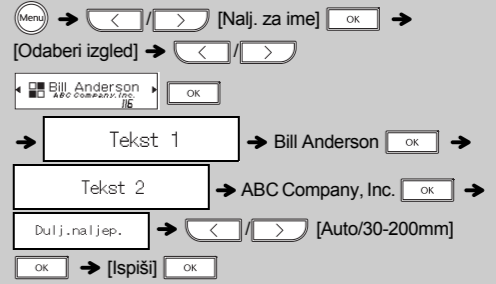 Menu → < / > [Nalj. za ime] OK →
[Odaberi izgled] → < / >
Bill Anderson
ABC Company, Inc.
116 OK
→ Tekst 1 → Bill Anderson OK →
Tekst 2 → ABC Company, Inc. OK →
Dulj.naljep. → < / > [Auto/30-200mm]
OK → [Ispiši] OK